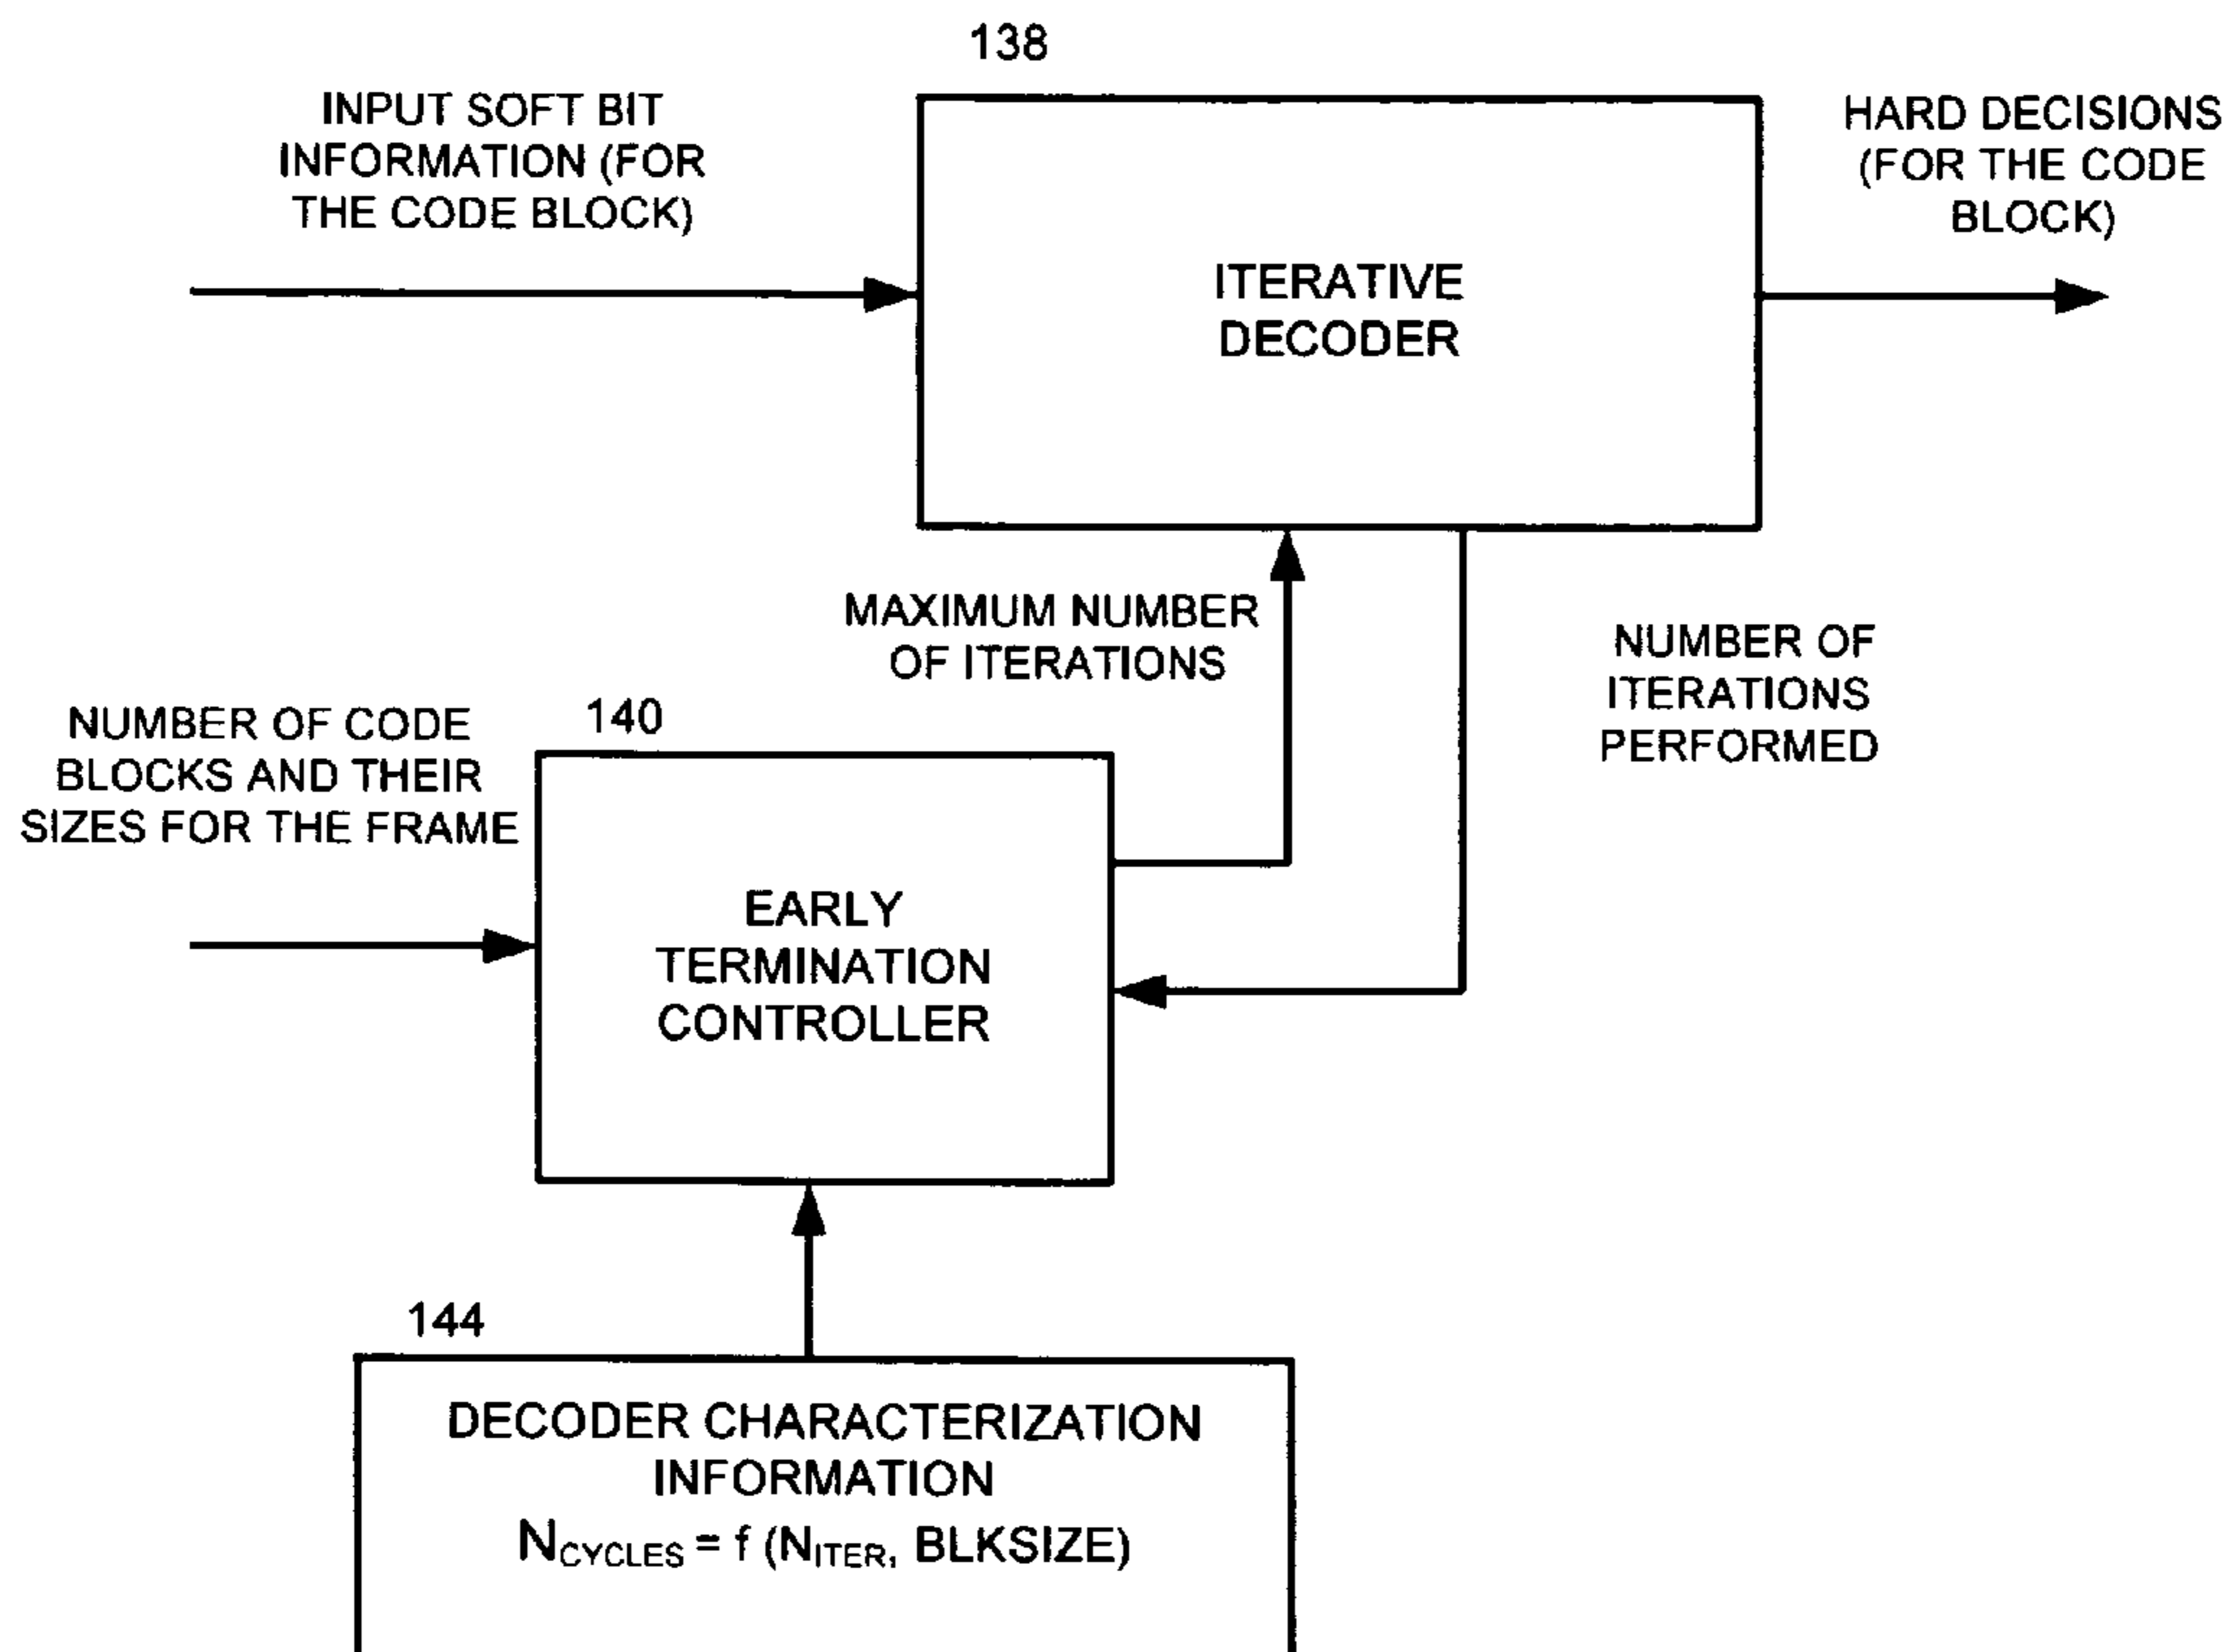 138
INPUT SOFT BIT
INFORMATION (FOR
THE CODE BLOCK)
HARD DECISIONS
(FOR THE CODE
BLOCK)
ITERATIVE
DECODER
MAXIMUM NUMBER
OF ITERATIONS
NUMBER OF
ITERATIONS
PERFORMED
140
NUMBER OF CODE
BLOCKS AND THEIR
SIZES FOR THE FRAME
EARLY
TERMINATION
CONTROLLER
144
DECODER CHARACTERIZATION
INFORMATION
NCYCLES = f (NITER, BLKSIZE)